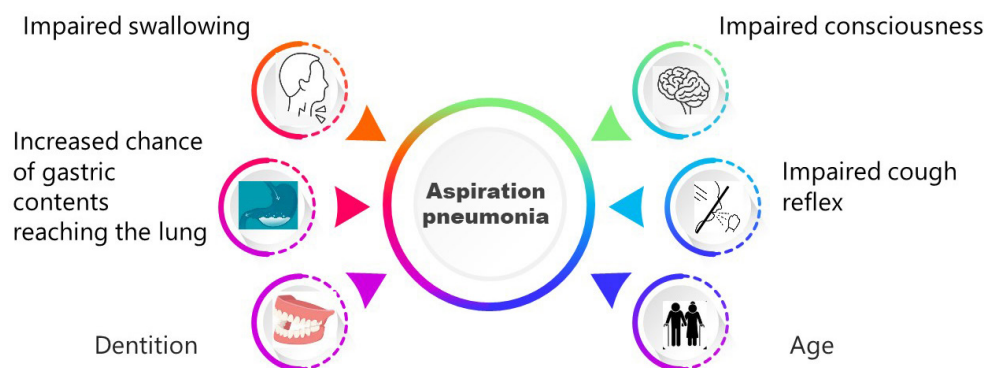 Impaired swallowing
Impaired consciousness
Increased chance
of gastric
contents
reaching the lung
Aspiration
pneumonia
Impaired cough
reflex
Dentition
Age